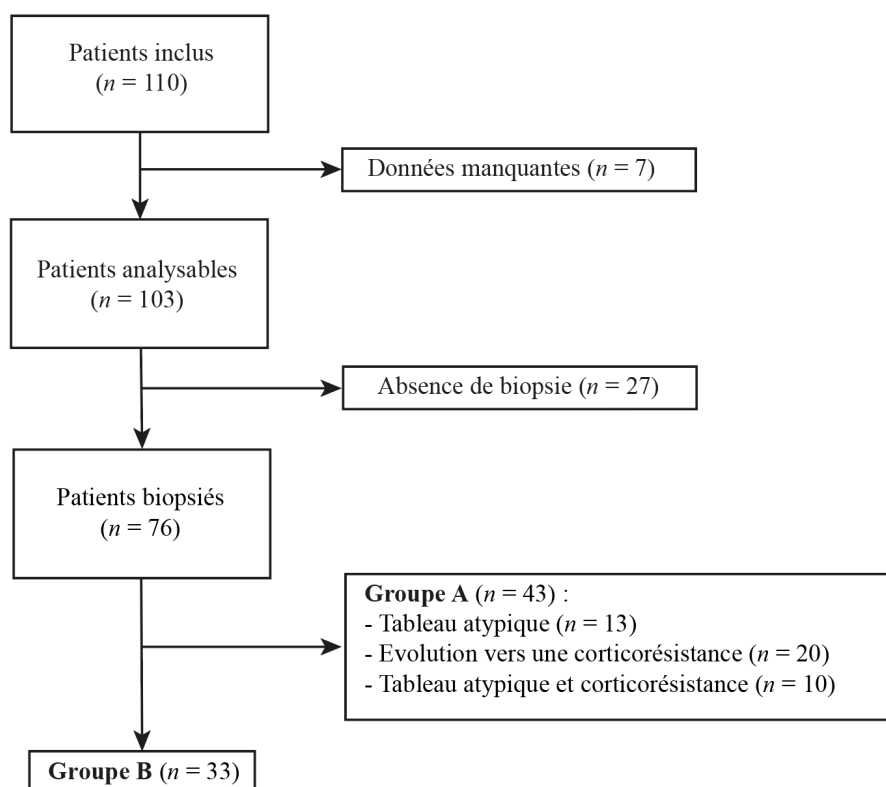 Patients inclus
(n = 110)
Données manquantes (n = 7)
Patients analysables
(n = 103)
Absence de biopsie (n = 27)
Patients biopsiés
(n = 76)
Groupe A (n = 43) :
- Tableau atypique (n = 13)
- Evolution vers une corticorésistance (n = 20)
- Tableau atypique et corticorésistance (n = 10)
Groupe B (n = 33)